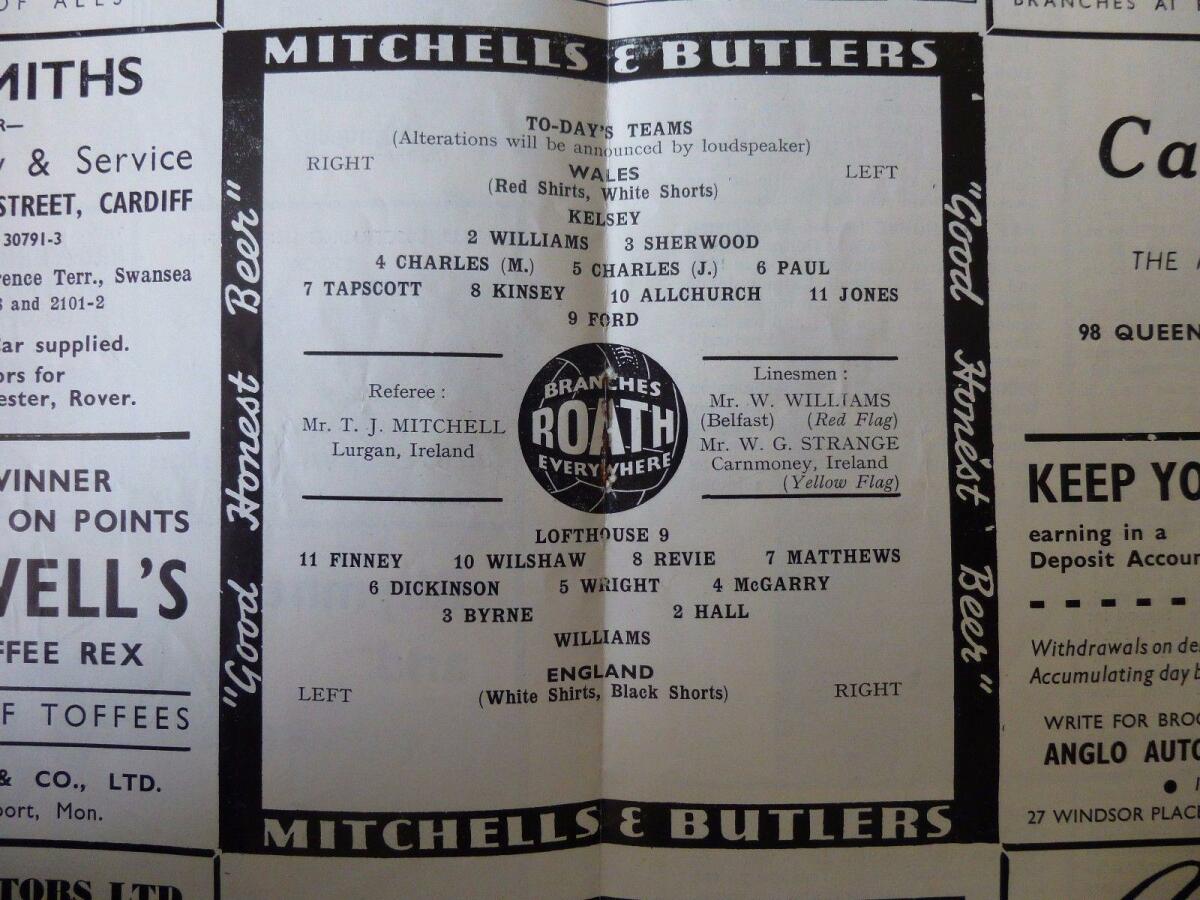 OF ALES
BRANCHES AT
MITHS
R—
& Service
STREET, CARDIFF
30791-3
rence Terr., Swansea
and 2101-2
ar supplied.
ors for
ester, Rover.
WINNER
ON POINTS
VELL'S
FFEE REX
F TOFFEES
& CO., LTD.
port, Mon.
TORS LTD
MITCHELLS & BUTLERS
"Good Honest Beer"
TO-DAY'S TEAMS
(Alterations will be announced by loudspeaker)
RIGHT LEFT
WALES
(Red Shirts, White Shorts)
KELSEY
2 WILLIAMS 3 SHERWOOD
4 CHARLES (M.) 5 CHARLES (J.) 6 PAUL
7 TAPSCOTT 8 KINSEY 10 ALLCHURCH 11 JONES
9 FORD
Referee :
Mr. T. J. MITCHELL
Lurgan, Ireland
BRANCHES
ROATH
EVERYWHERE
Linesmen :
Mr. W. WILLIAMS
(Belfast) (Red Flag)
Mr. W. G. STRANGE
Carnmoney, Ireland
(Yellow Flag)
LOFTHOUSE 9
11 FINNEY 10 WILSHAW 8 REVIE 7 MATTHEWS
6 DICKINSON 5 WRIGHT 4 McGARRY
3 BYRNE 2 HALL
WILLIAMS
ENGLAND
(White Shirts, Black Shorts)
LEFT RIGHT
"Good Honest Beer"
MITCHELLS & BUTLERS
Ca
THE
98 QUEEN
KEEP YO
earning in a
Deposit Accou
Withdrawals on de
Accumulating day b
WRITE FOR BROC
ANGLO AUTO
27 WINDSOR PLAC